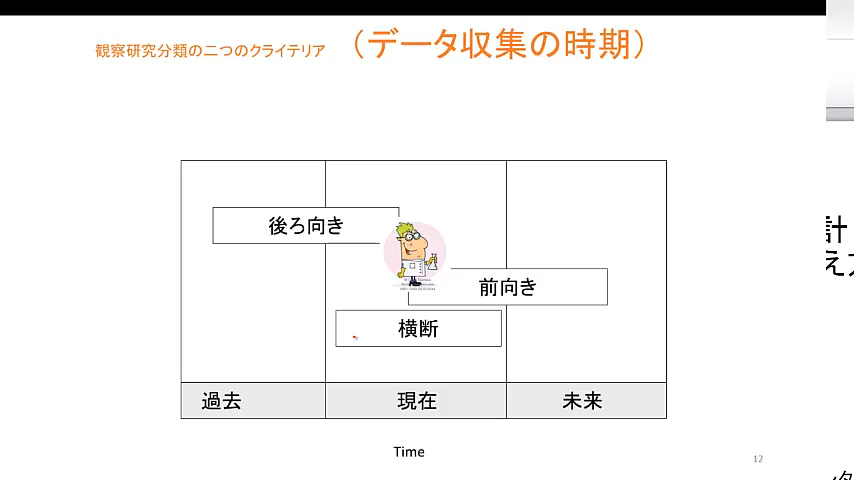 観察研究分類の二つのクライテリア （データ収集の時期）
後ろ向き
前向き
横断
過去 現在 未来
Time
12
計